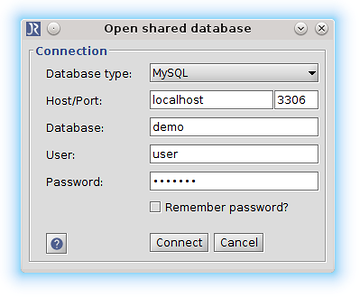 JR Open shared database
Connection
Database type: MySQL
Host/Port: localhost 3306
Database: demo
User: user
Password: •••••••
Remember password?
? Connect Cancel